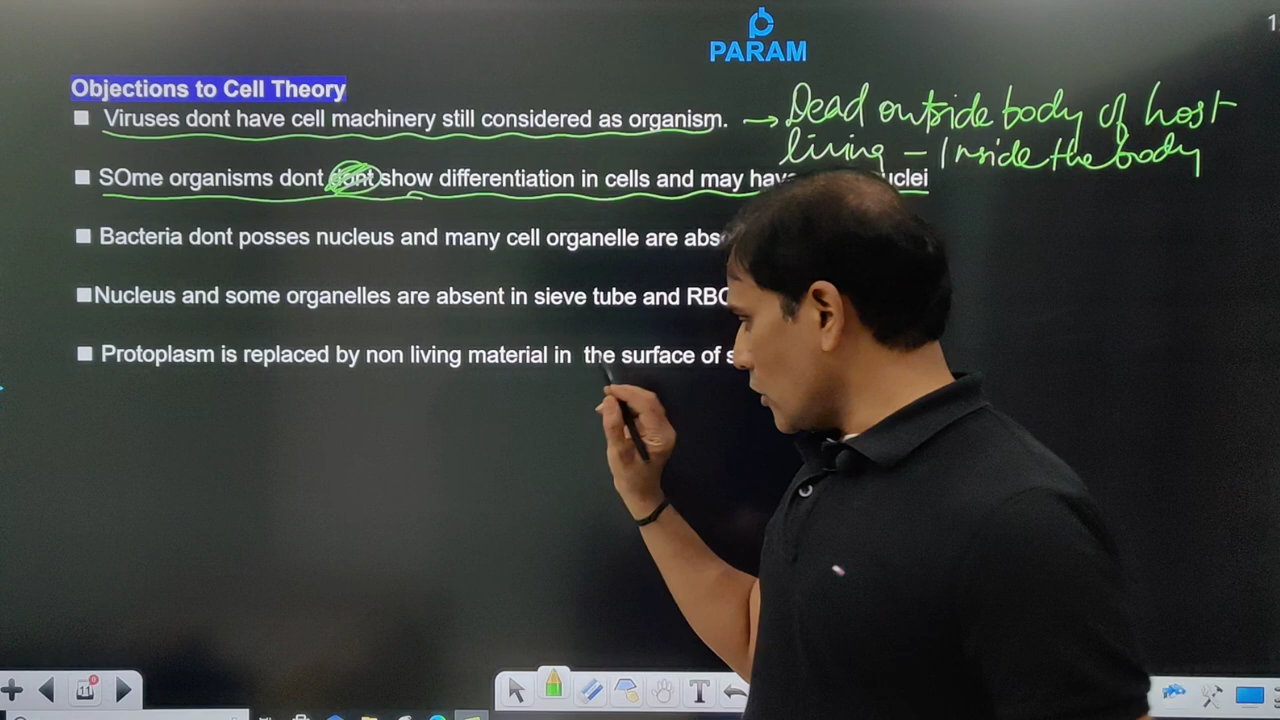 PARAM
1
Objections to Cell Theory
Viruses dont have cell machinery still considered as organism. → Dead outside body of host
living – Inside the body
SOme organisms dont dont show differentiation in cells and may
Bacteria dont posses nucleus and many cell organelle are
Nucleus and some organelles are absent in sieve tube and RBC
Protoplasm is replaced by non living material in the surface of
11
T